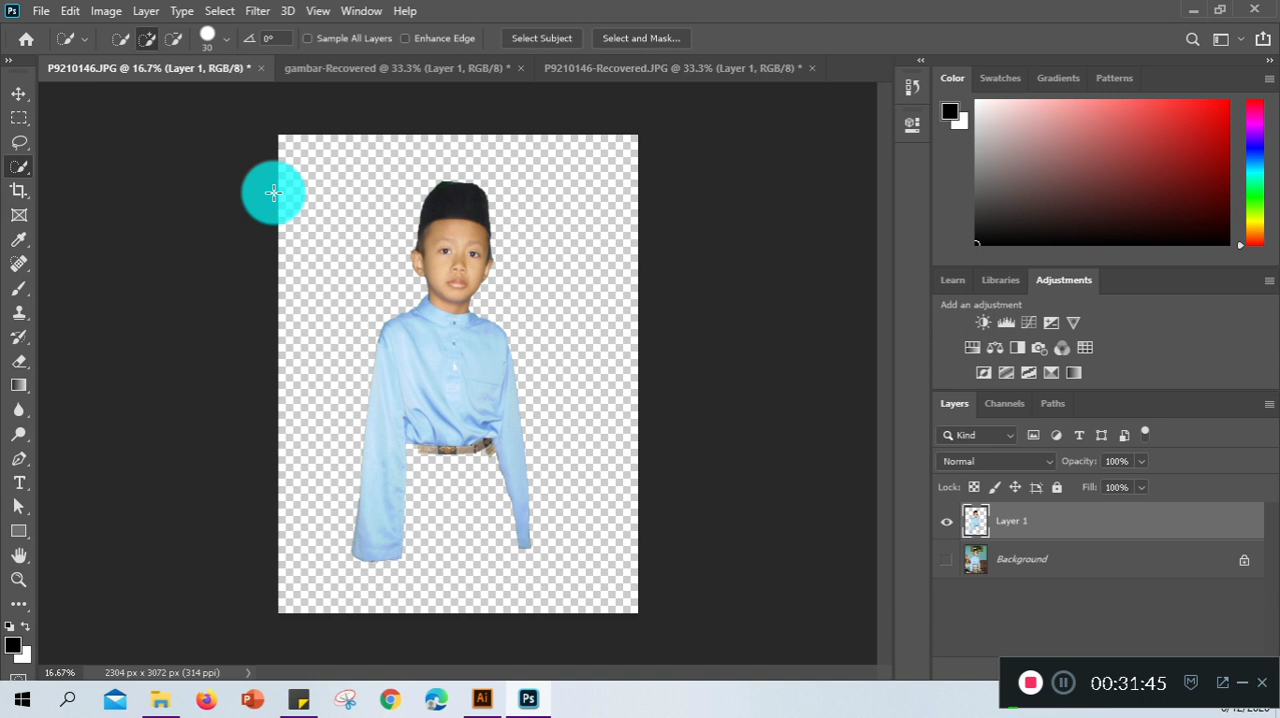 Ps File Edit Image Layer Type Select Filter 3D View Window Help
30 0° Sample All Layers Enhance Edge Select Subject Select and Mask...
P9210146.JPG @ 16.7% (Layer 1, RGB/8) * × gambar-Recovered @ 33.3% (Layer 1, RGB/8) * × P9210146-Recovered.JPG @ 33.3% (Layer 1, RGB/8) * ×
Color Swatches Gradients Patterns
Learn Libraries Adjustments
Add an adjustment
Layers Channels Paths
Kind
Normal Opacity: 100%
Lock: Fill: 100%
Layer 1
Background
16.67% 2304 px x 3072 px (314 ppi)
00:31:45
Ai Ps